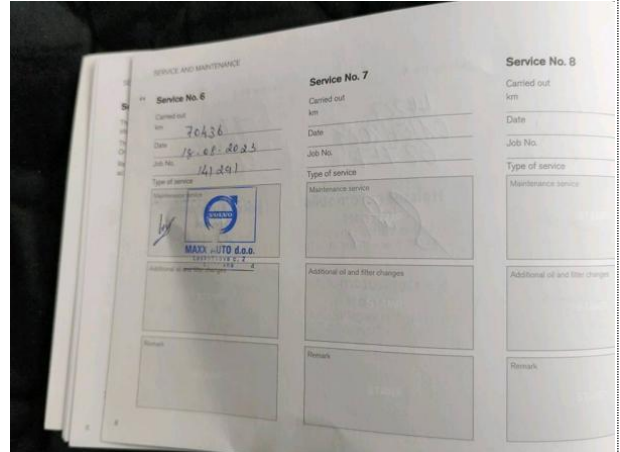 SERVICE AND MAINTENANCE
Service No. 6
Carried out
km 70436
Date 18.08.2023
Job No. 141291
Type of service
Maintenance service
VOLVO
MAXX AUTO d.o.o.
Additional oil and filter changes
Remark
Service No. 7
Carried out
km
Date
Job No.
Type of service
Maintenance service
Additional oil and filter changes
Remark
Service No. 8
Carried out
km
Date
Job No.
Type of service
Maintenance service
Additional oil and filter changes
Remark